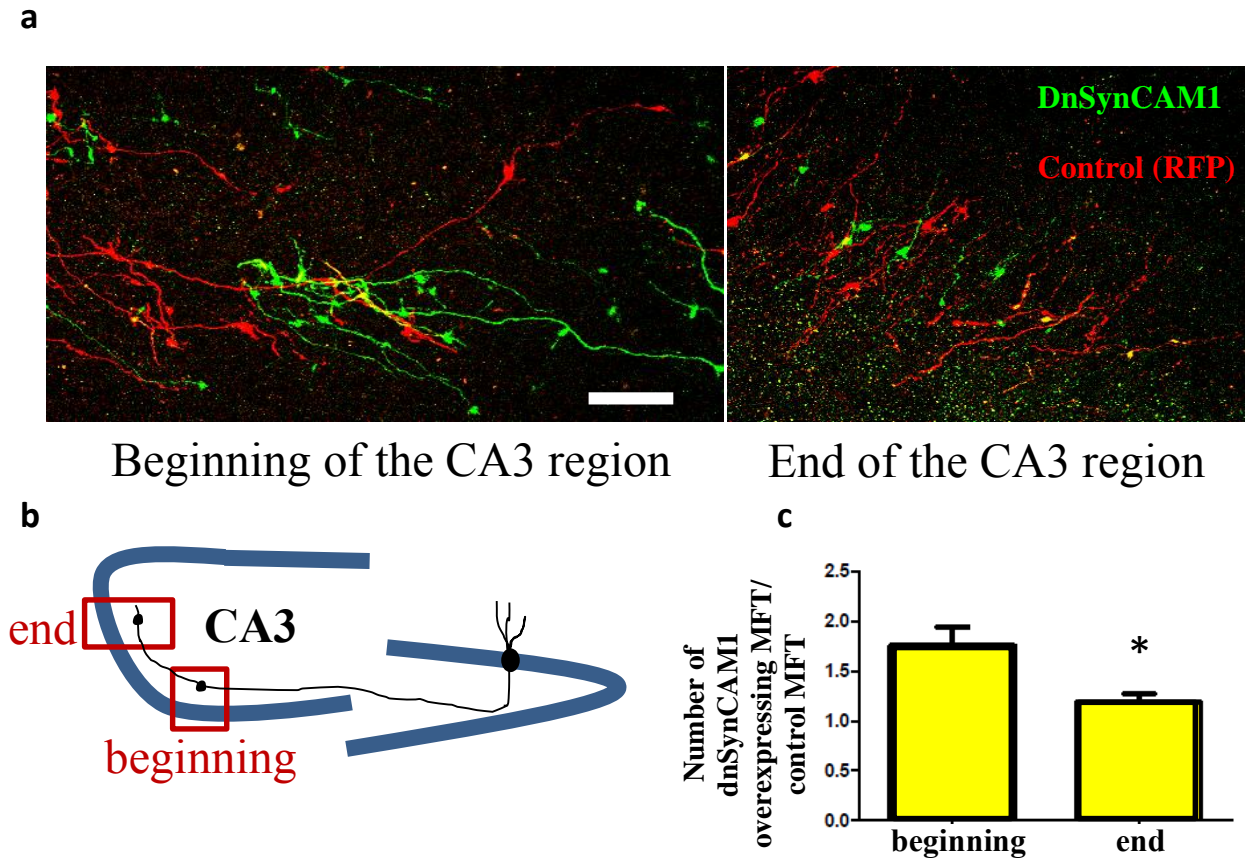 a
DnSynCAM1
Control (RFP)
Beginning of the CA3 region
End of the CA3 region
b
end
CA3
beginning
c
Number of
dnSynCAM1
overexpressing MFT/
control MFT
2.5
2.0
1.5
1.0
0.5
0.0
*
beginning
end